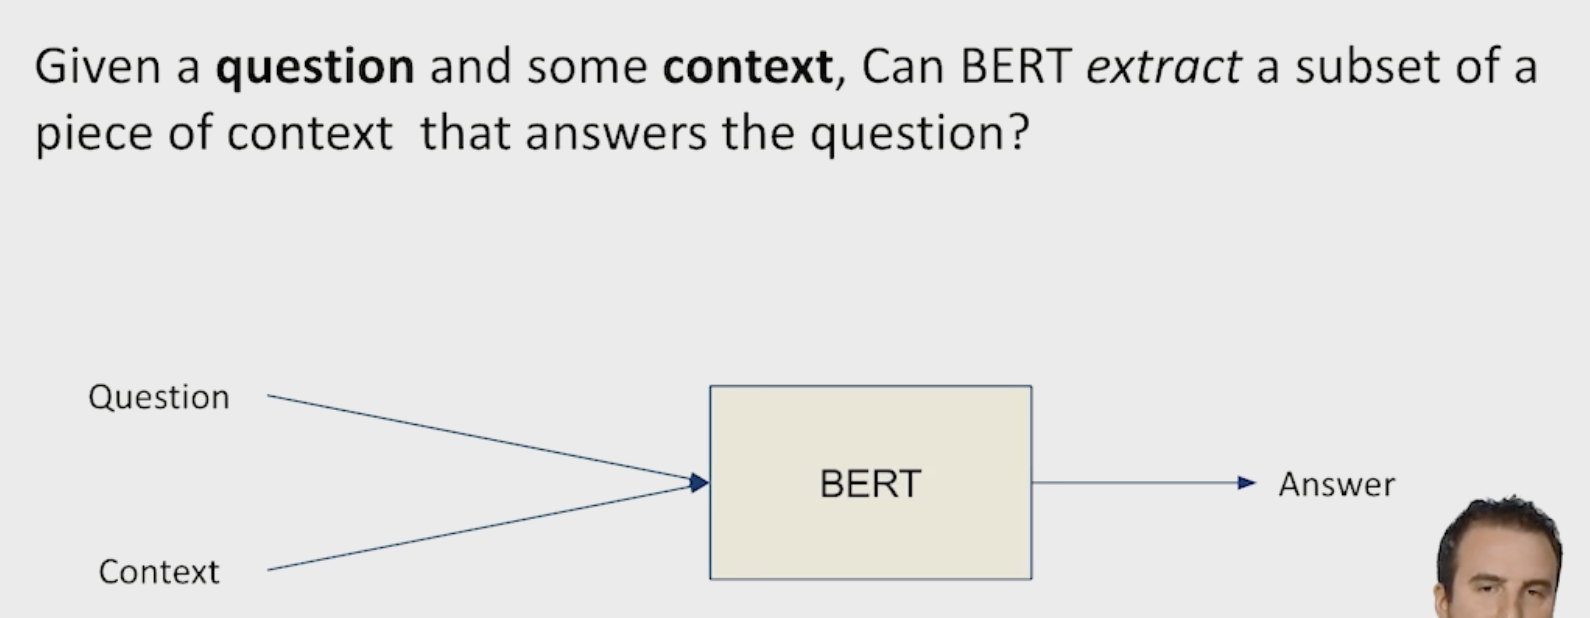 Given a question and some context, Can BERT extract a subset of a
piece of context  that answers the question?
Question
BERT
Answer
Context